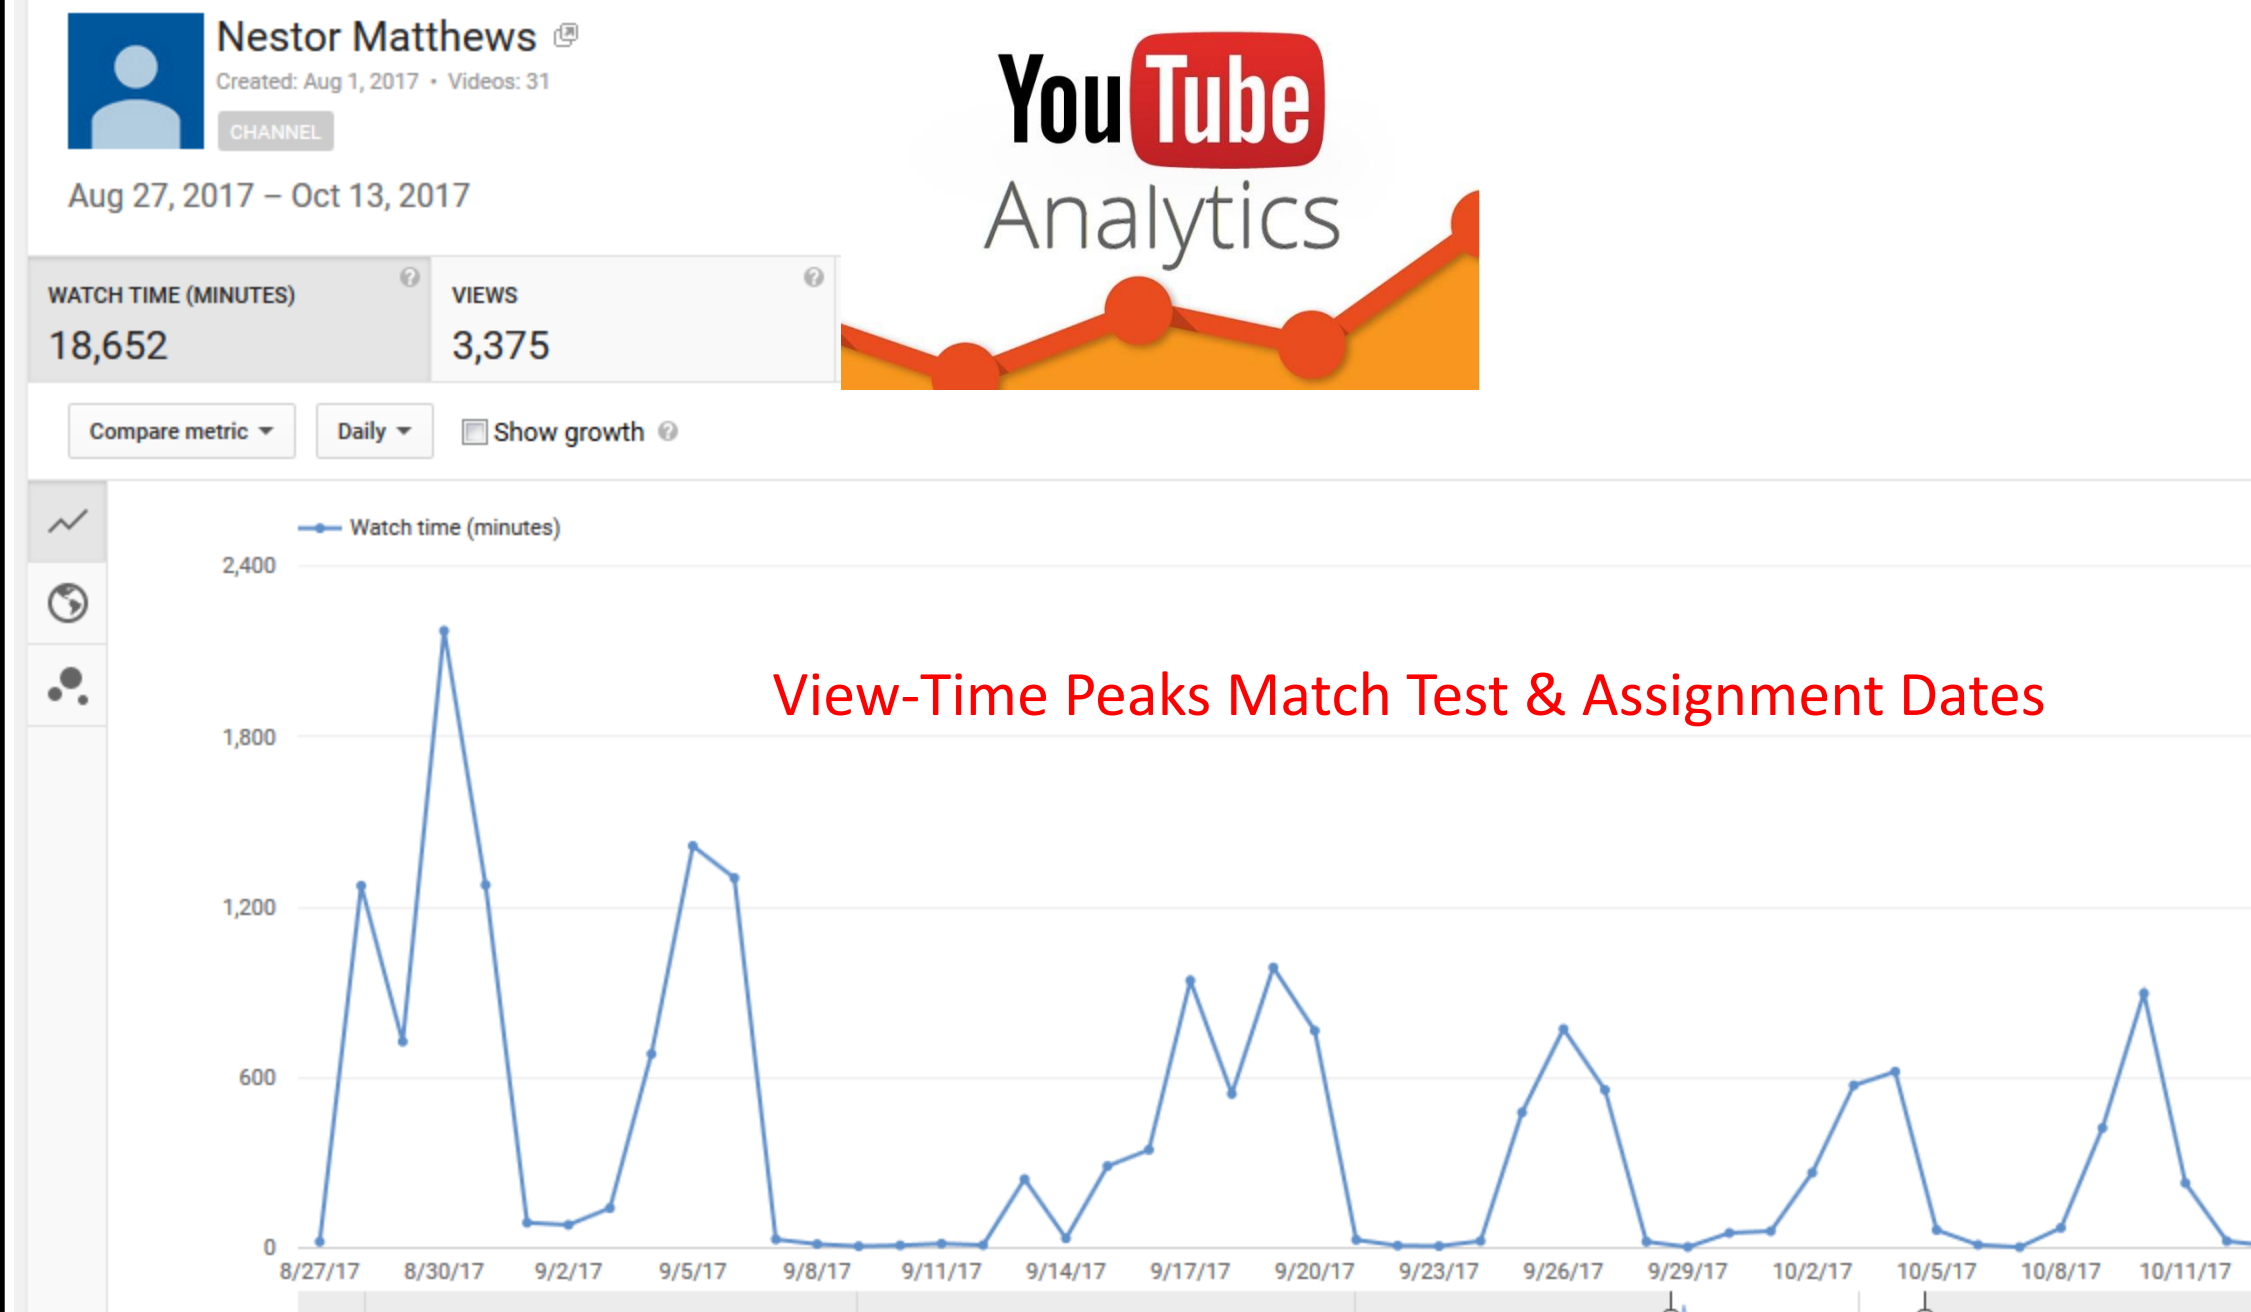 Nestor Matthews
Created: Aug 1, 2017 • Videos: 31
CHANNEL
Aug 27, 2017 – Oct 13, 2017
YouTube
Analytics
WATCH TIME (MINUTES) ?
18,652
VIEWS ?
3,375
Compare metric
Daily
Show growth ?
Watch time (minutes)
View-Time Peaks Match Test & Assignment Dates
2,400
1,800
1,200
600
0
8/27/17 8/30/17 9/2/17 9/5/17 9/8/17 9/11/17 9/14/17 9/17/17 9/20/17 9/23/17 9/26/17 9/29/17 10/2/17 10/5/17 10/8/17 10/11/17